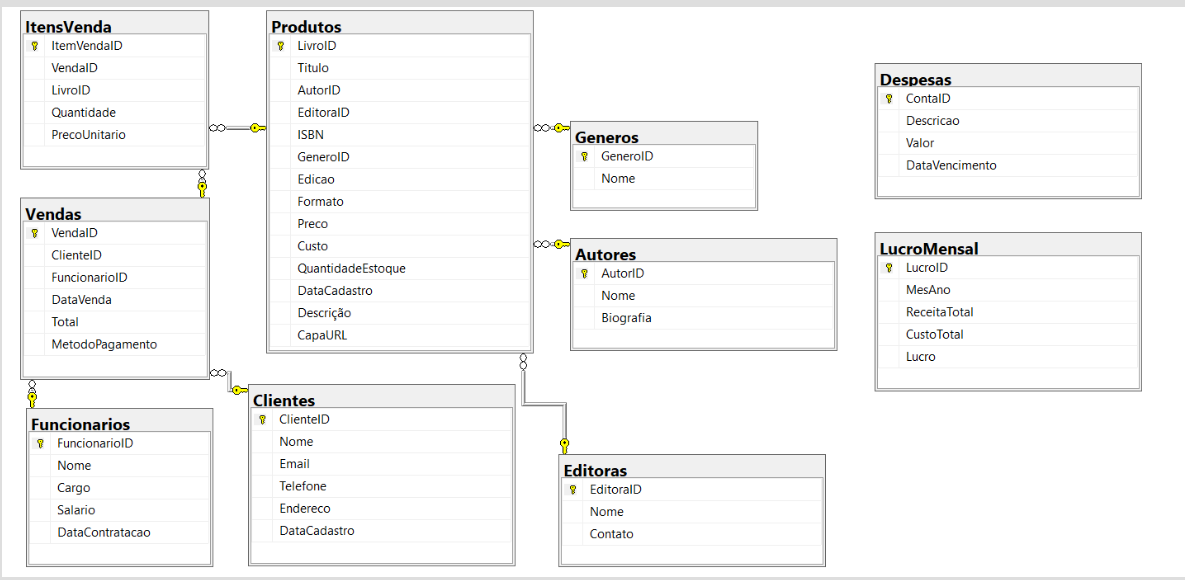 ItensVenda
ItemVendaID
VendaID
LivroID
Quantidade
PrecoUnitario
Produtos
LivroID
Titulo
AutorID
EditoraID
ISBN
GeneroID
Edicao
Formato
Preco
Custo
QuantidadeEstoque
DataCadastro
Descrição
CapaURL
Generos
GeneroID
Nome
Autores
AutorID
Nome
Biografia
Despesas
ContaID
Descricao
Valor
DataVencimento
LucroMensal
LucroID
MesAno
ReceitaTotal
CustoTotal
Lucro
Vendas
VendaID
ClienteID
FuncionarioID
DataVenda
Total
MetodoPagamento
Funcionarios
FuncionarioID
Nome
Cargo
Salario
DataContratacao
Clientes
ClienteID
Nome
Email
Telefone
Endereco
DataCadastro
Editoras
EditoraID
Nome
Contato